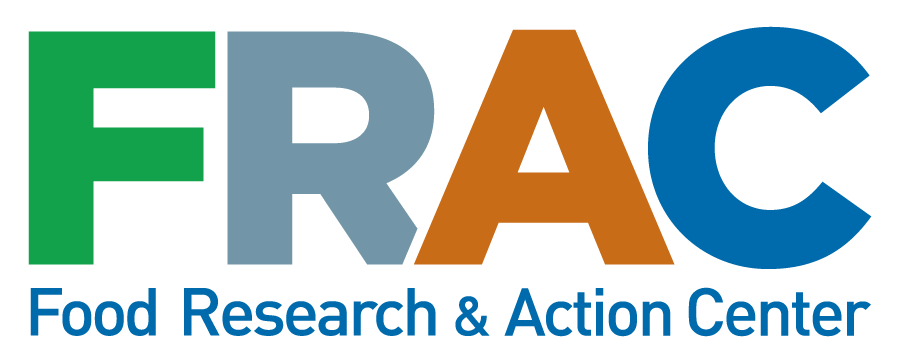 FRAC
Food Research & Action Center